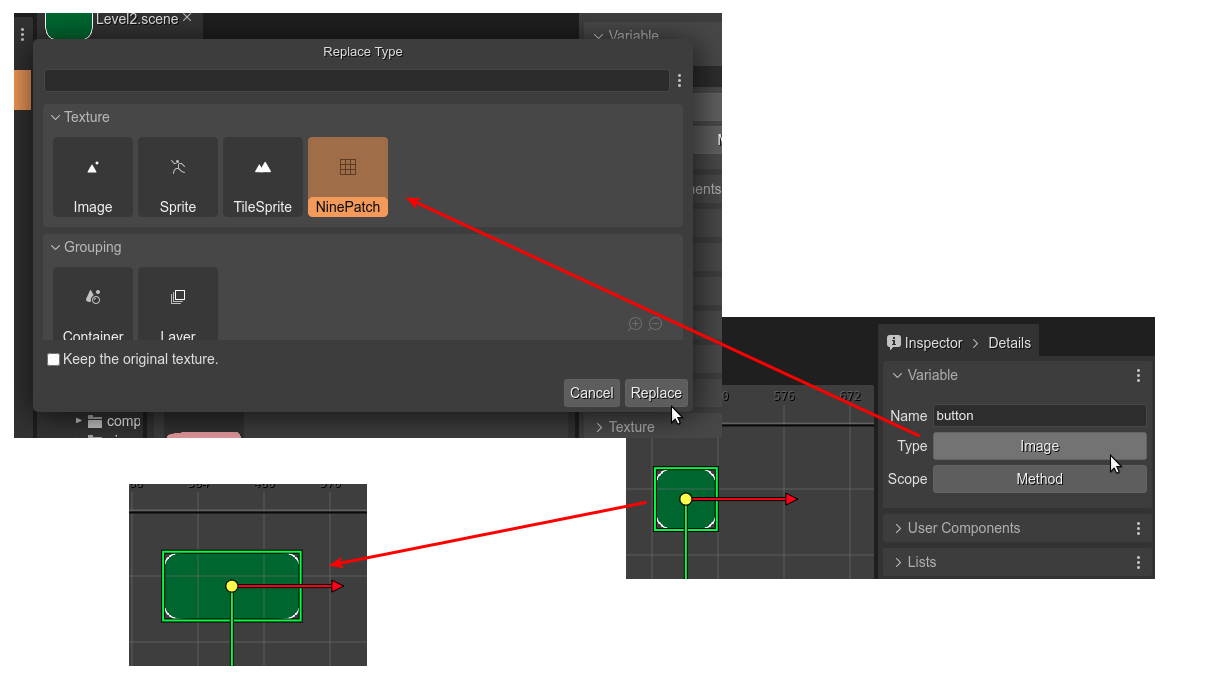 Level2.scene ×
Variable
Replace Type
Texture
Image
Sprite
TileSprite
NinePatch
Grouping
Container
Layer
Keep the original texture.
Cancel
Replace
comp
Texture
576
672
Inspector > Details
Variable
Name button
Type Image
Scope Method
User Components
Lists